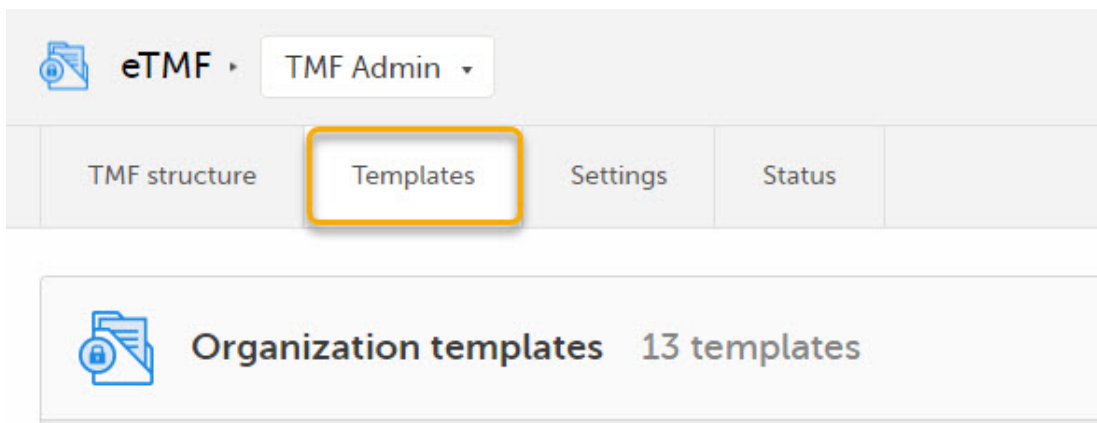 eTMF TMF Admin
TMF structure Templates Settings Status
Organization templates 13 templates